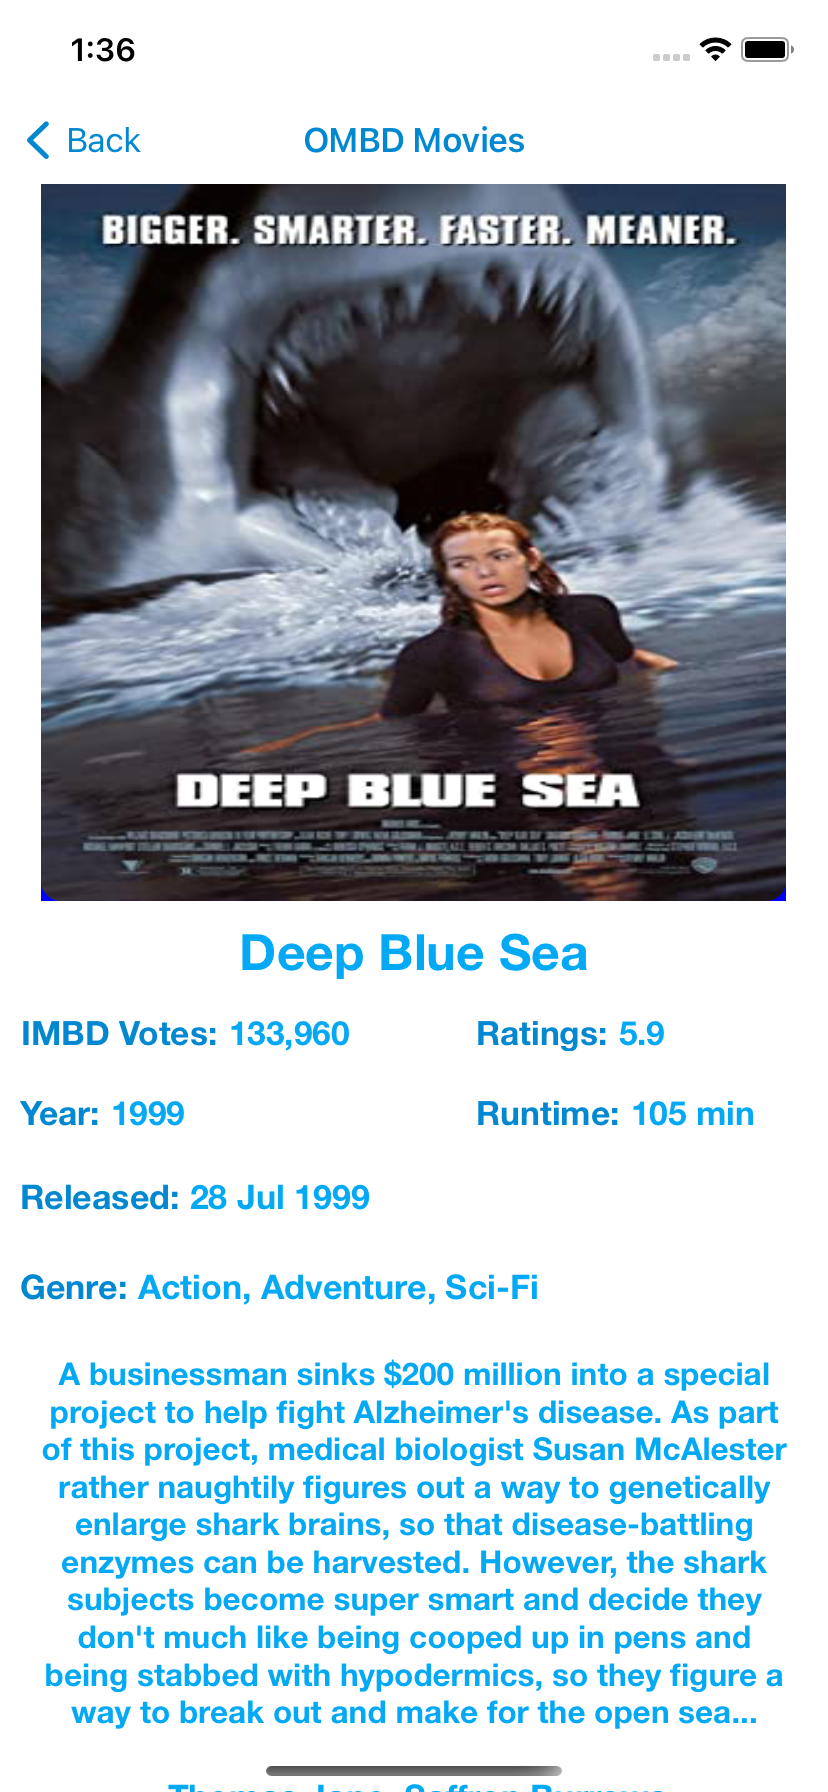 1:36
Back
OMBD Movies
BIGGER. SMARTER. FASTER. MEANER.
DEEP BLUE SEA
Deep Blue Sea
IMBD Votes: 133,960
Ratings: 5.9
Year: 1999
Runtime: 105 min
Released: 28 Jul 1999
Genre: Action, Adventure, Sci-Fi
A businessman sinks $200 million into a special
project to help fight Alzheimer's disease. As part
of this project, medical biologist Susan McAlester
rather naughtily figures out a way to genetically
enlarge shark brains, so that disease-battling
enzymes can be harvested. However, the shark
subjects become super smart and decide they
don't much like being cooped up in pens and
being stabbed with hypodermics, so they figure a
way to break out and make for the open sea...
Thomas Jane, Saffron Burrows